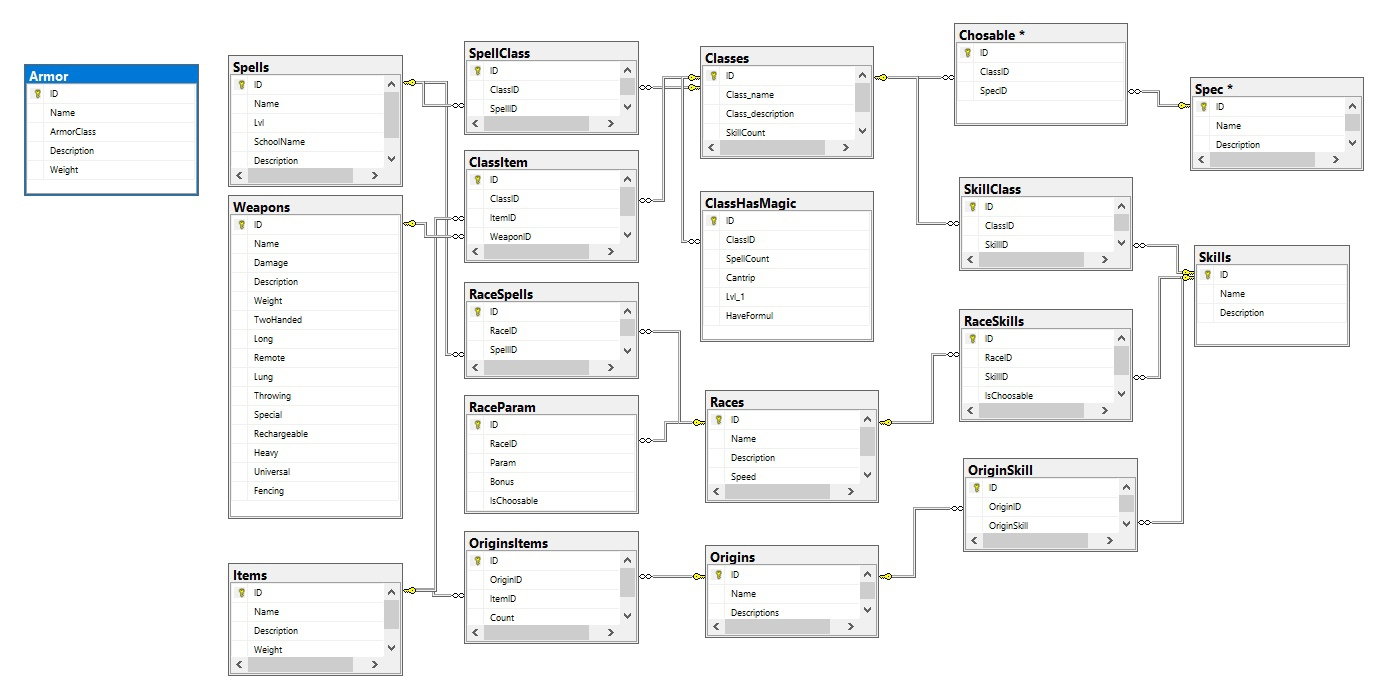 Armor
ID
Name
ArmorClass
Description
Weight
Spells
ID
Name
Lvl
SchoolName
Description
Weapons
ID
Name
Damage
Description
Weight
TwoHanded
Long
Remote
Lung
Throwing
Special
Rechargeable
Heavy
Universal
Fencing
Items
ID
Name
Description
Weight
SpellClass
ID
ClassID
SpellID
ClassItem
ID
ClassID
ItemID
WeaponID
RaceSpells
ID
RaceID
SpellID
RaceParam
ID
RaceID
Param
Bonus
IsChoosable
OriginsItems
ID
OriginID
ItemID
Count
Classes
ID
Class_name
Class_description
SkillCount
ClassHasMagic
ID
ClassID
SpellCount
Cantrip
Lvl_1
HaveFormul
Races
ID
Name
Description
Speed
Origins
ID
Name
Descriptions
Chosable *
ID
ClassID
SpecID
SkillClass
ID
ClassID
SkillID
RaceSkills
ID
RaceID
SkillID
IsChoosable
OriginSkill
ID
OriginID
OriginSkill
Spec *
ID
Name
Description
Skills
ID
Name
Description